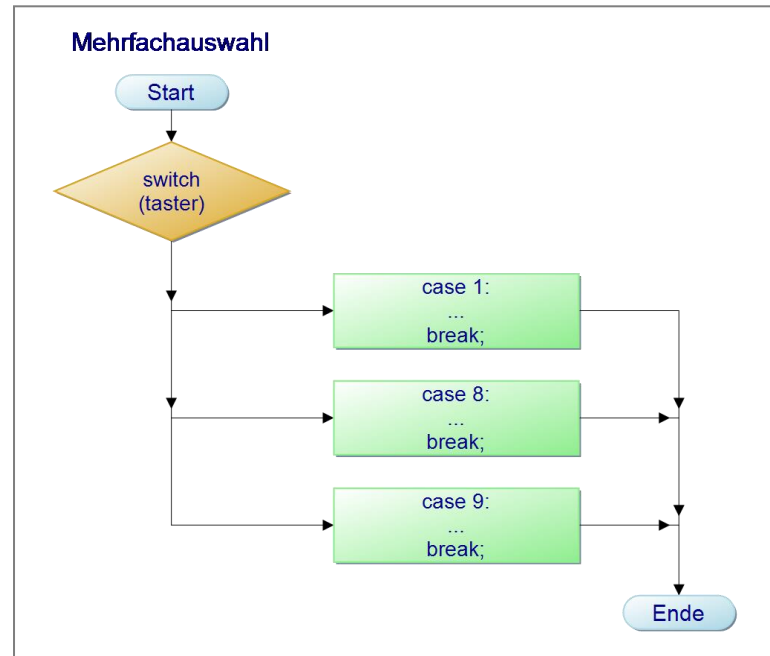 Mehrfachauswahl
Start
switch
(taster)
case 1:
...
break;
case 8:
...
break;
case 9:
...
break;
Ende